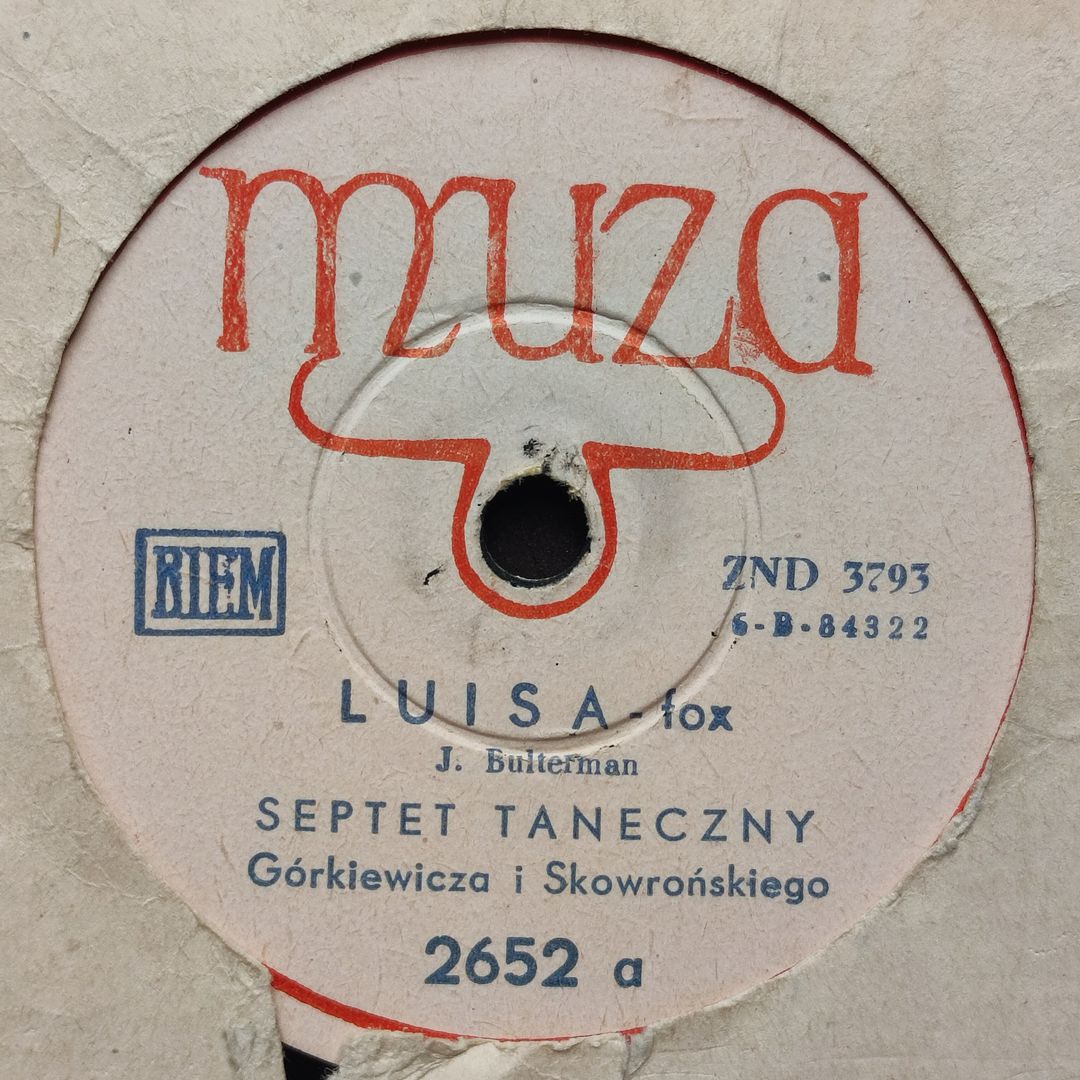 muza
BIEM
ZND 3793
6-B-84322
LUISA - fox
J. Bulterman
SEPTET TANECZNY
Górkiewicza i Skowrońskiego
2652 a